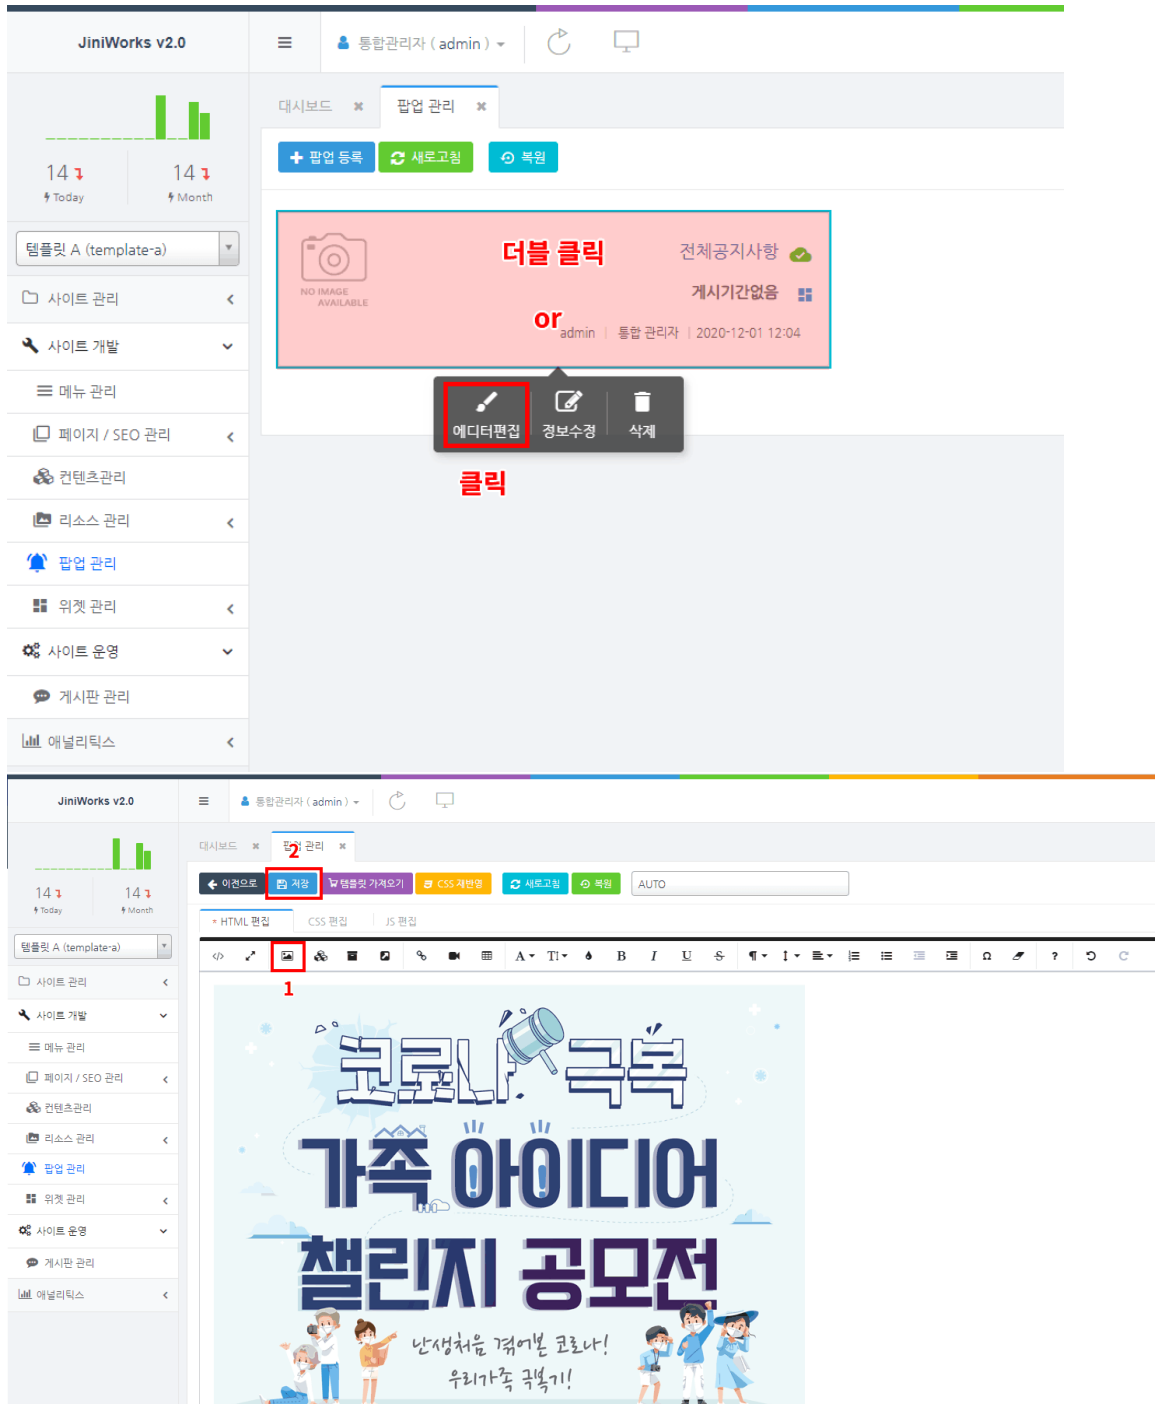 JiniWorks v2.0
통합관리자 ( admin )
대시보드
팝업 관리
팝업 등록
새로고침
복원
14
14
Today
Month
템플릿 A (template-a)
NO IMAGE
AVAILABLE
더블 클릭
전체공지사항
게시기간없음
or
admin | 통합 관리자 | 2020-12-01 12:04
에디터편집
정보수정
삭제
클릭
사이트 관리
사이트 개발
메뉴 관리
페이지 / SEO 관리
컨텐츠관리
리소스 관리
팝업 관리
위젯 관리
사이트 운영
게시판 관리
애널리틱스
JiniWorks v2.0
통합관리자 ( admin )
대시보드
팝업 관리
2
이전으로
저장
템플릿 가져오기
CSS 재반영
새로고침
복원
AUTO
14
14
Today
Month
* HTML 편집
CSS 편집
JS 편집
템플릿 A (template-a)
1
사이트 관리
사이트 개발
메뉴 관리
페이지 / SEO 관리
컨텐츠관리
리소스 관리
팝업 관리
위젯 관리
사이트 운영
게시판 관리
애널리틱스
코로나 극복
가족 아이디어
챌린지 공모전
난생처음 겪어본 코로나!
우리가족 극복기!